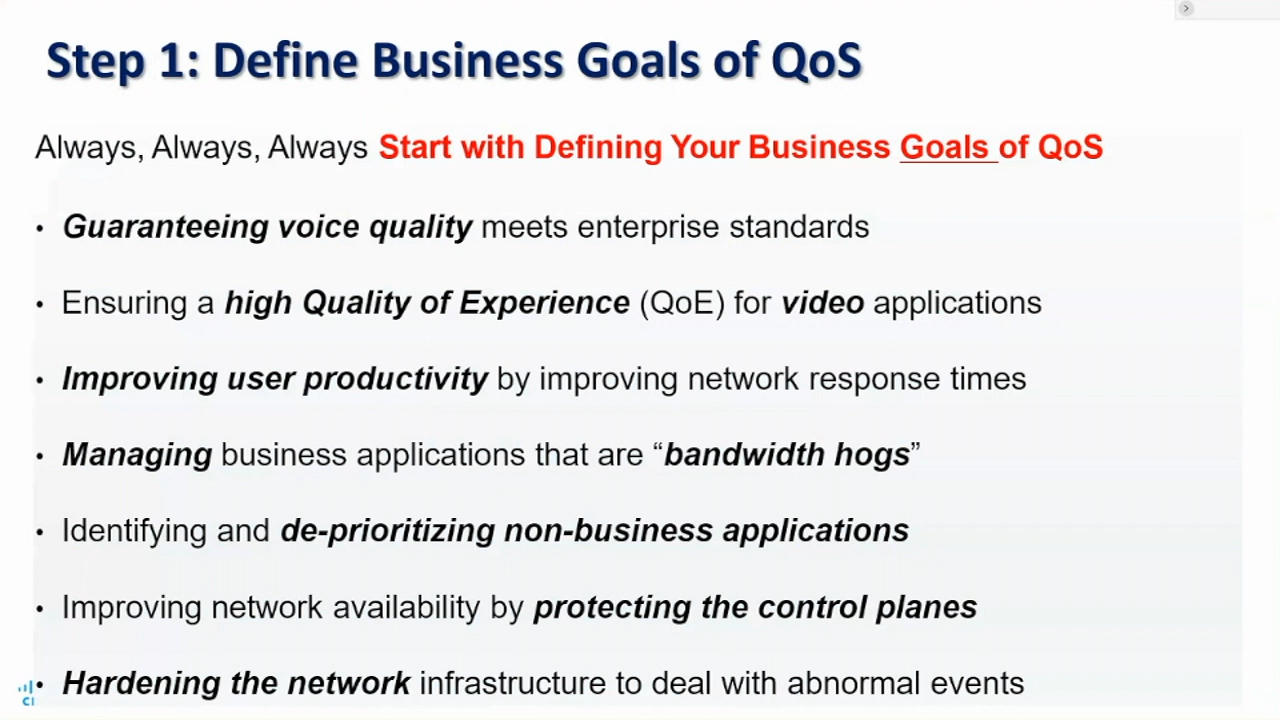 Step 1: Define Business Goals of QoS
Always, Always, Always Start with Defining Your Business Goals of QoS
• Guaranteeing voice quality meets enterprise standards
• Ensuring a high Quality of Experience (QoE) for video applications
• Improving user productivity by improving network response times
• Managing business applications that are “bandwidth hogs”
• Identifying and de-prioritizing non-business applications
• Improving network availability by protecting the control planes
• Hardening the network infrastructure to deal with abnormal events
CI